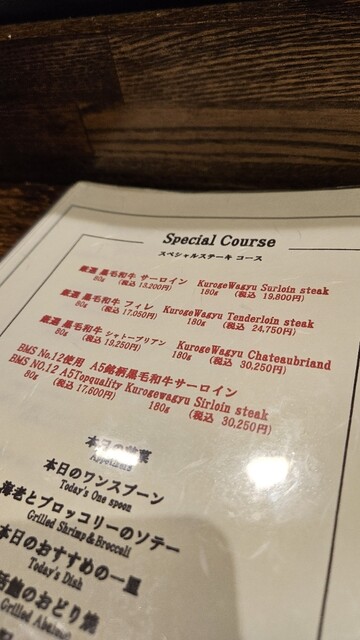 Special Course
スペシャルステーキ コース
厳選 黒毛和牛 サーロイン KurogeWagyu Surloin steak
80g (税込 13,200円) 180g (税込 19,800円)
厳選 黒毛和牛 フィレ KurogeWagyu Tenderloin steak
80g (税込 17,050円) 180g (税込 24,750円)
厳選 黒毛和牛 シャトーブリアン KurogeWagyu Chateaubriand
80g (税込 19,250円) 180g (税込 30,250円)
BMS No.12使用 A5銘柄黒毛和牛サーロイン
BMS NO.12 A5Topquality Kurogewagyu Sirloin steak
80g (税込 17,600円) 180g (税込 30,250円)
本日の前菜
Appetizers
本日のワンスプーン
Today's One spoon
海老とブロッコリーのソテー
Grilled Shrimp&Broccoli
本日のおすすめの一皿
Today's Dish
活鮑のおどり焼
Grilled